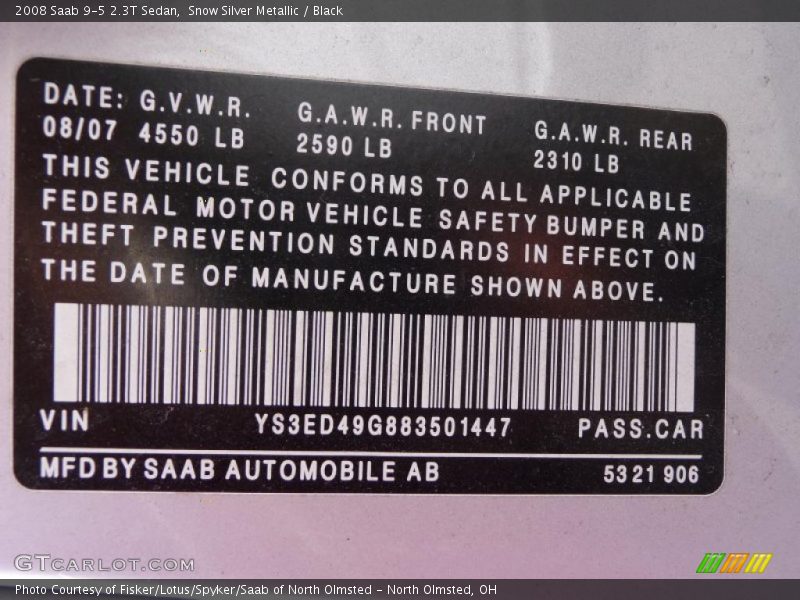 2008 Saab 9-5 2.3T Sedan,  Snow Silver Metallic / Black
DATE: G.V.W.R. G.A.W.R. FRONT G.A.W.R. REAR
08/07 4550 LB 2590 LB 2310 LB
THIS VEHICLE CONFORMS TO ALL APPLICABLE
FEDERAL MOTOR VEHICLE SAFETY BUMPER AND
THEFT PREVENTION STANDARDS IN EFFECT ON
THE DATE OF MANUFACTURE SHOWN ABOVE.
VIN YS3ED49G883501447 PASS.CAR
MFD BY SAAB AUTOMOBILE AB 5321 906
GTCARLOT.COM
Photo Courtesy of Fisker/Lotus/Spyker/Saab of North Olmsted - North Olmsted, OH